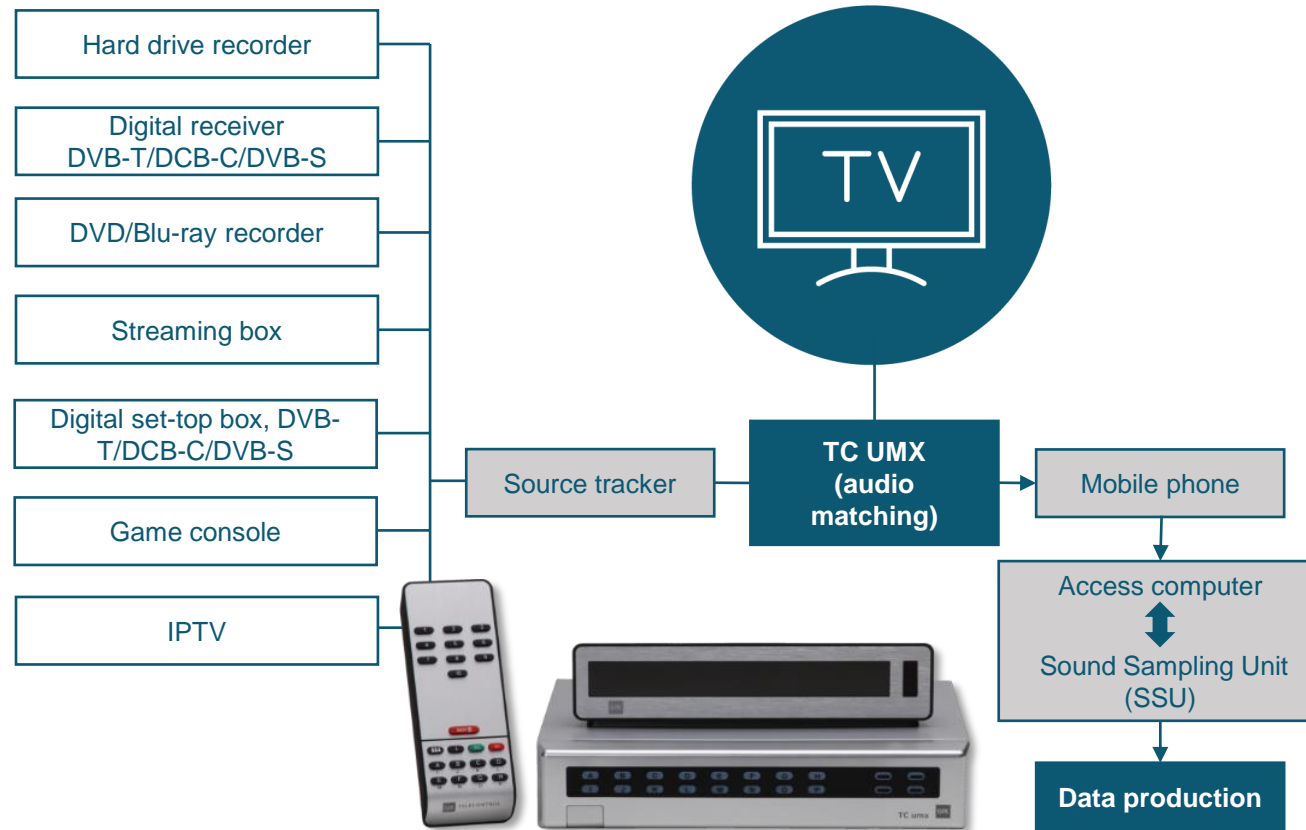 Hard drive recorder
Digital receiver
DVB-T/DCB-C/DVB-S
DVD/Blu-ray recorder
Streaming box
Digital set-top box, DVB-
T/DCB-C/DVB-S
Game console
IPTV
TV
Source tracker
TC UMX
(audio
matching)
Mobile phone
Access computer
Sound Sampling Unit
(SSU)
Data production
A B C D E F G H
TC umx